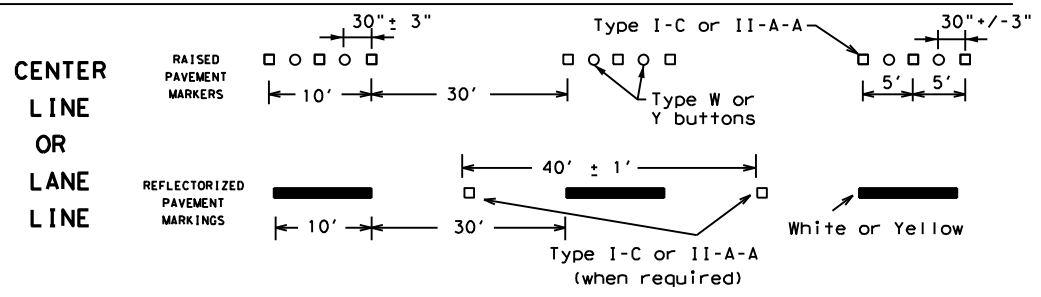 CENTER
LINE
OR
LANE
LINE
RAISED
PAVEMENT
MARKERS
30"± 3"
10'
30'
Type I-C or II-A-A
Type W or
Y buttons
30"+/-3"
5'
5'
REFLECTORIZED
PAVEMENT
MARKINGS
40' ± 1'
10'
30'
Type I-C or II-A-A
(when required)
White or Yellow